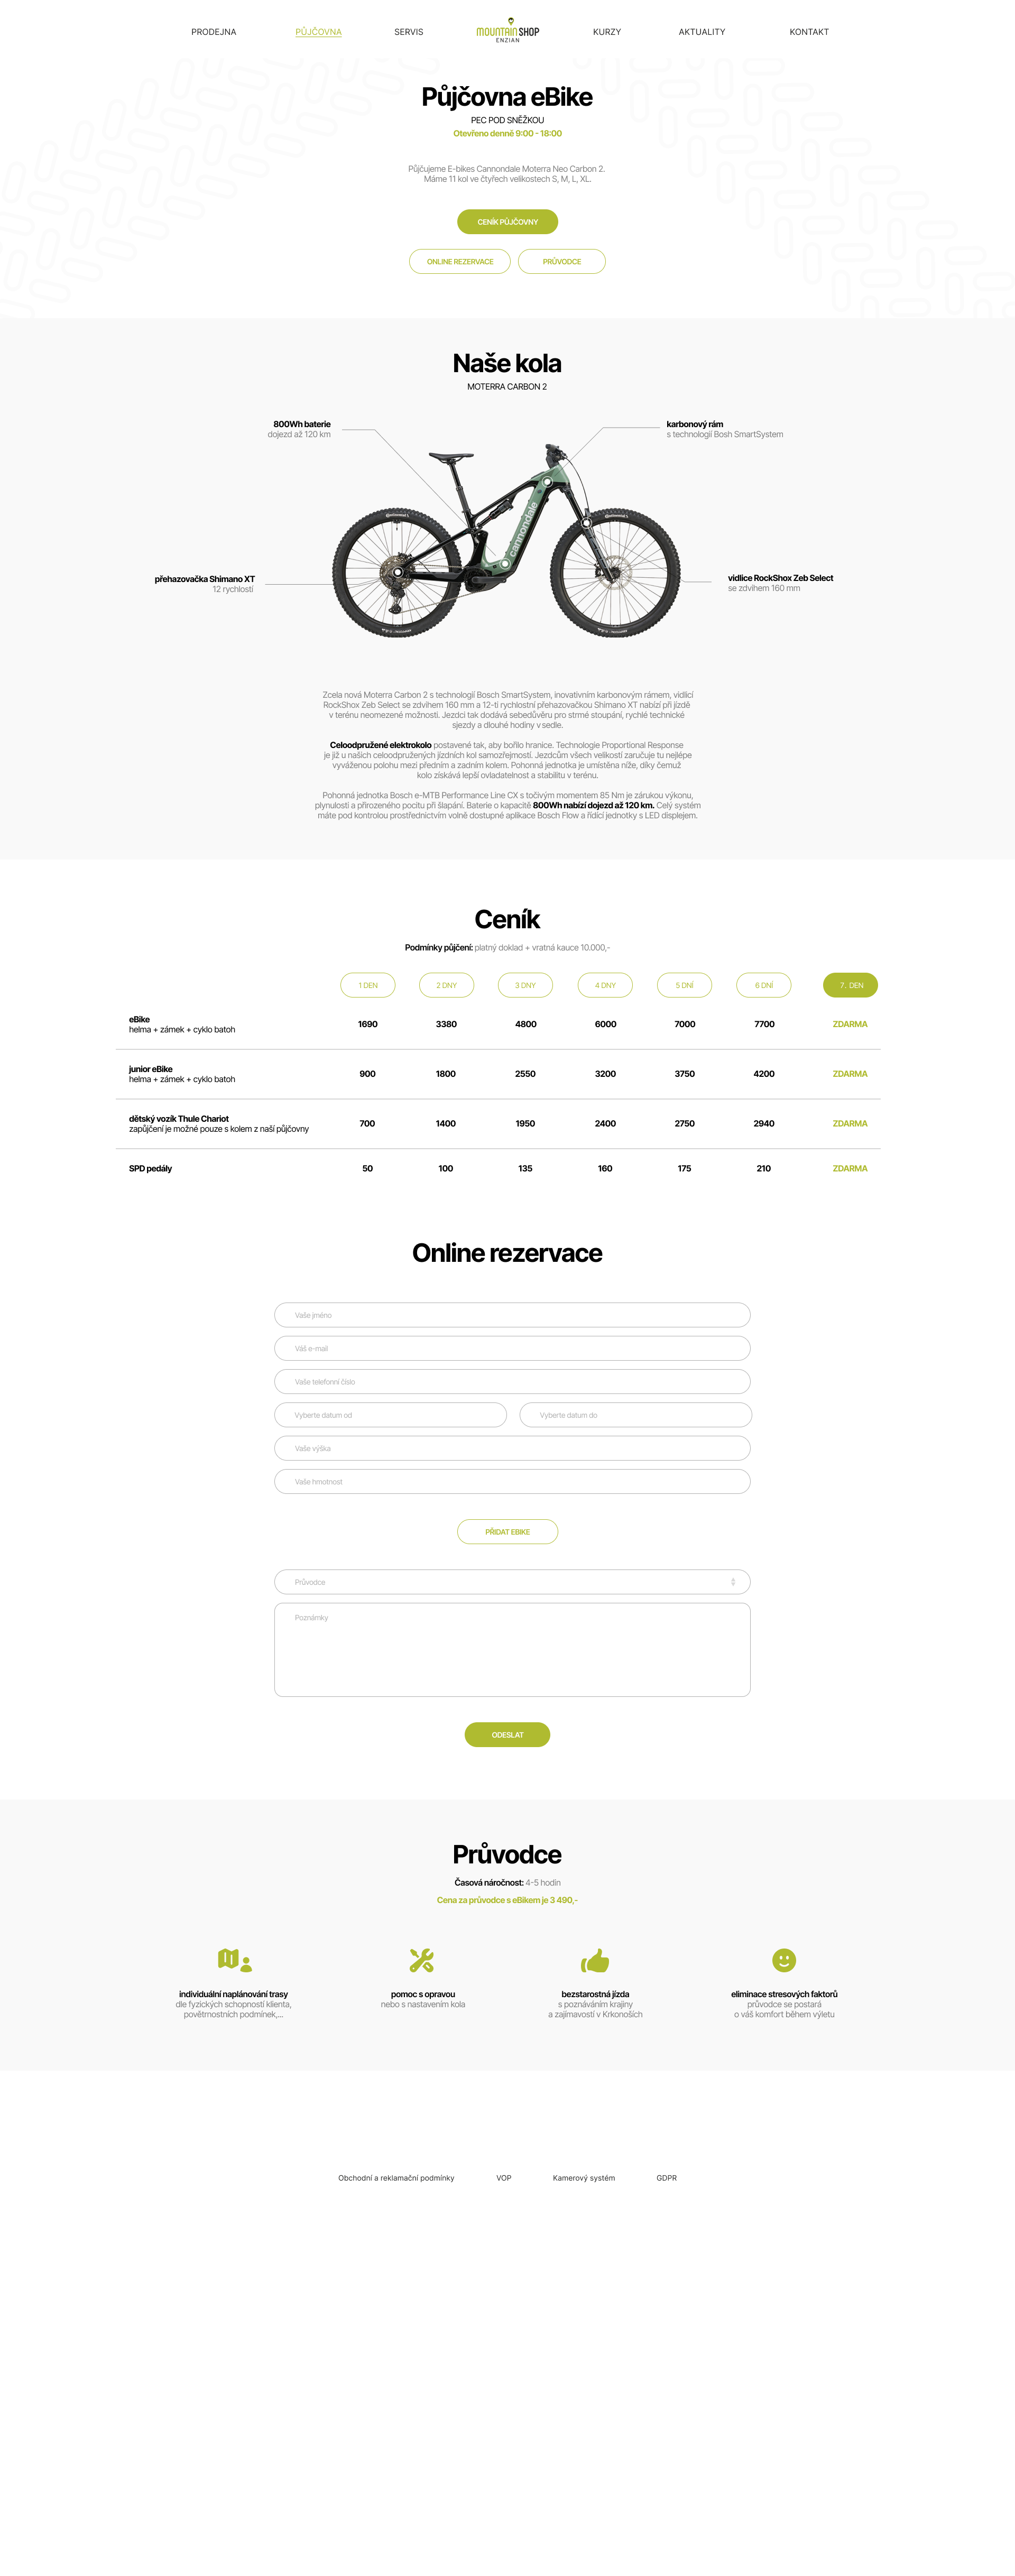 PRODEJNA
PŮJČOVNA
SERVIS
MOUNTAIN SHOP
ENZIAN
KURZY
AKTUALITY
KONTAKT
Půjčovna eBike
PEC POD SNĚŽKOU
Otevřeno denně 9:00 - 18:00
Půjčujeme E-bikes Cannondale Moterra Neo Carbon 2.
Máme 11 kol ve čtyřech velikostech S, M, L, XL.
CENÍK PŮJČOVNY
ONLINE REZERVACE
PRŮVODCE
Naše kola
MOTERRA CARBON 2
800Wh baterie
dojezd až 120 km
karbonový rám
s technologií Bosh SmartSystem
cannondale
přehazovačka Shimano XT
12 rychlostí
vidlice RockShox Zeb Select
se zdvihem 160 mm
Zcela nová Moterra Carbon 2 s technologií Bosch SmartSystem, inovativním karbonovým rámem, vidlicí
RockShox Zeb Select se zdvihem 160 mm a 12-ti rychlostní přehazovačkou Shimano XT nabízí při jízdě
v terénu neomezené možnosti. Jezdci tak dodává sebedůvěru pro strmé stoupání, rychlé technické
sjezdy a dlouhé hodiny v sedle.
Celoodpružené elektrokolo postavené tak, aby bořilo hranice. Technologie Proportional Response
je již u našich celoodpružených jízdních kol samozřejmostí. Jezdcům všech velikostí zaručuje tu nejlépe
vyváženou polohu mezi předním a zadním kolem. Pohonná jednotka je umístěna níže, díky čemuž
kolo získává lepší ovladatelnost a stabilitu v terénu.
Pohonná jednotka Bosch e-MTB Performance Line CX s točivým momentem 85 Nm je zárukou výkonu,
plynulosti a přirozeného pocitu při šlapání. Baterie o kapacitě 800Wh nabízí dojezd až 120 km. Celý systém
máte pod kontrolou prostřednictvím volně dostupné aplikace Bosch Flow a řídící jednotky s LED displejem.
Ceník
Podmínky půjčení: platný doklad + vratná kauce 10.000,-
1 DEN 2 DNY 3 DNY 4 DNY 5 DNÍ 6 DNÍ 7. DEN
eBike
helma + zámek + cyklo batoh
1690 3380 4800 6000 7000 7700 ZDARMA
junior eBike
helma + zámek + cyklo batoh
900 1800 2550 3200 3750 4200 ZDARMA
dětský vozík Thule Chariot
zapůjčení je možné pouze s kolem z naší půjčovny
700 1400 1950 2400 2750 2940 ZDARMA
SPD pedály 50 100 135 160 175 210 ZDARMA
Online rezervace
Vaše jméno
Váš e-mail
Vaše telefonní číslo
Vyberte datum od
Vyberte datum do
Vaše výška
Vaše hmotnost
PŘIDAT EBIKE
Průvodce
Poznámky
ODESLAT
Průvodce
Časová náročnost: 4-5 hodin
Cena za průvodce s eBikem je 3 490,-
individuální naplánování trasy
dle fyzických schopností klienta,
povětrnostních podmínek,...
pomoc s opravou
nebo s nastavením kola
bezstarostná jízda
s poznáváním krajiny
a zajímavostí v Krkonoších
eliminace stresových faktorů
průvodce se postará
o váš komfort během výletu
Obchodní a reklamační podmínky
VOP
Kamerový systém
GDPR